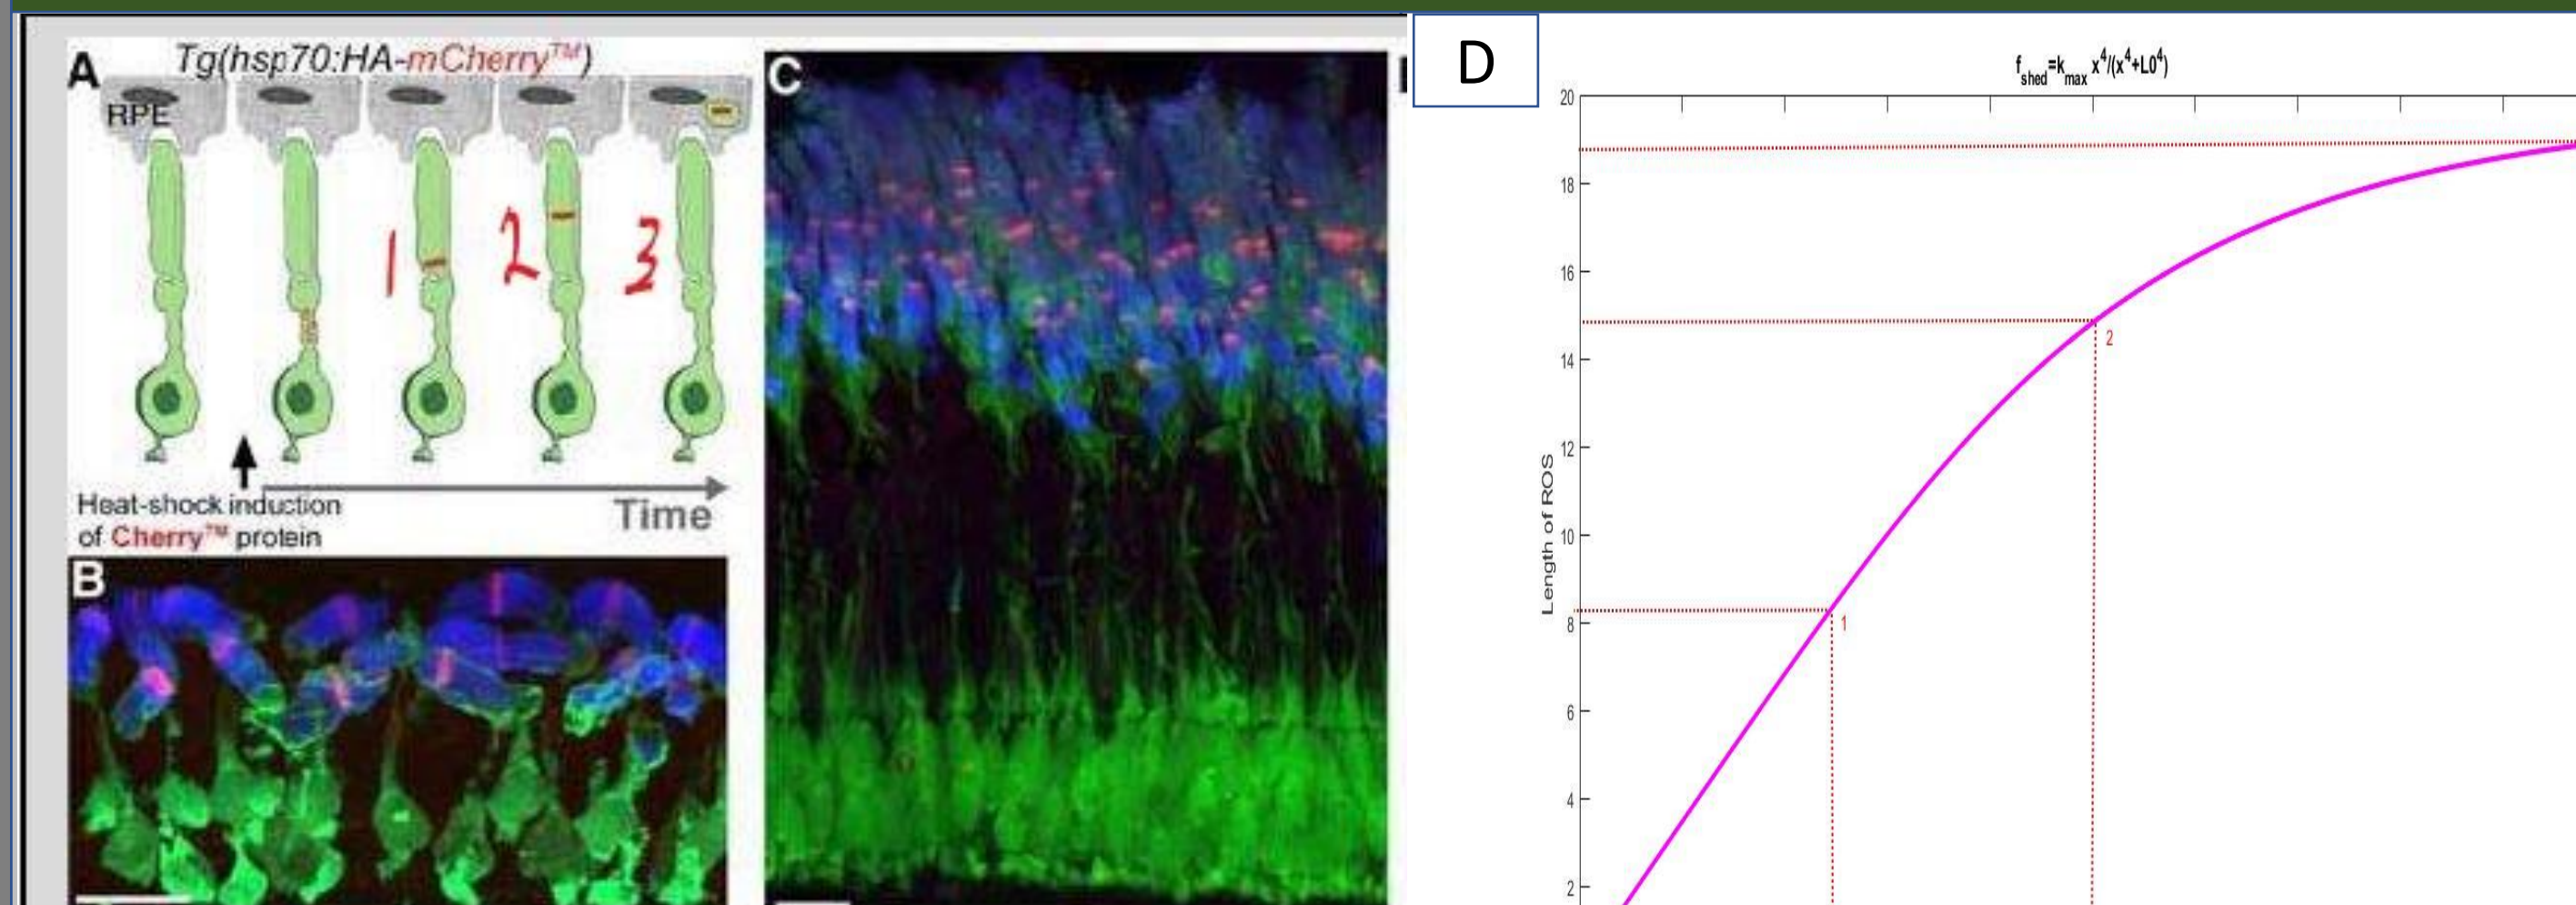 A
Tg(hsp70:HA-mCherry™)
RPE
1 2 3
Heat-shock induction
of Cherry™ protein
Time
B
C
D
f_shed=k_max x^4/(x^4+L0^4)
Length of ROS
20
18
16
14
12
10
8
6
4
2
2
1